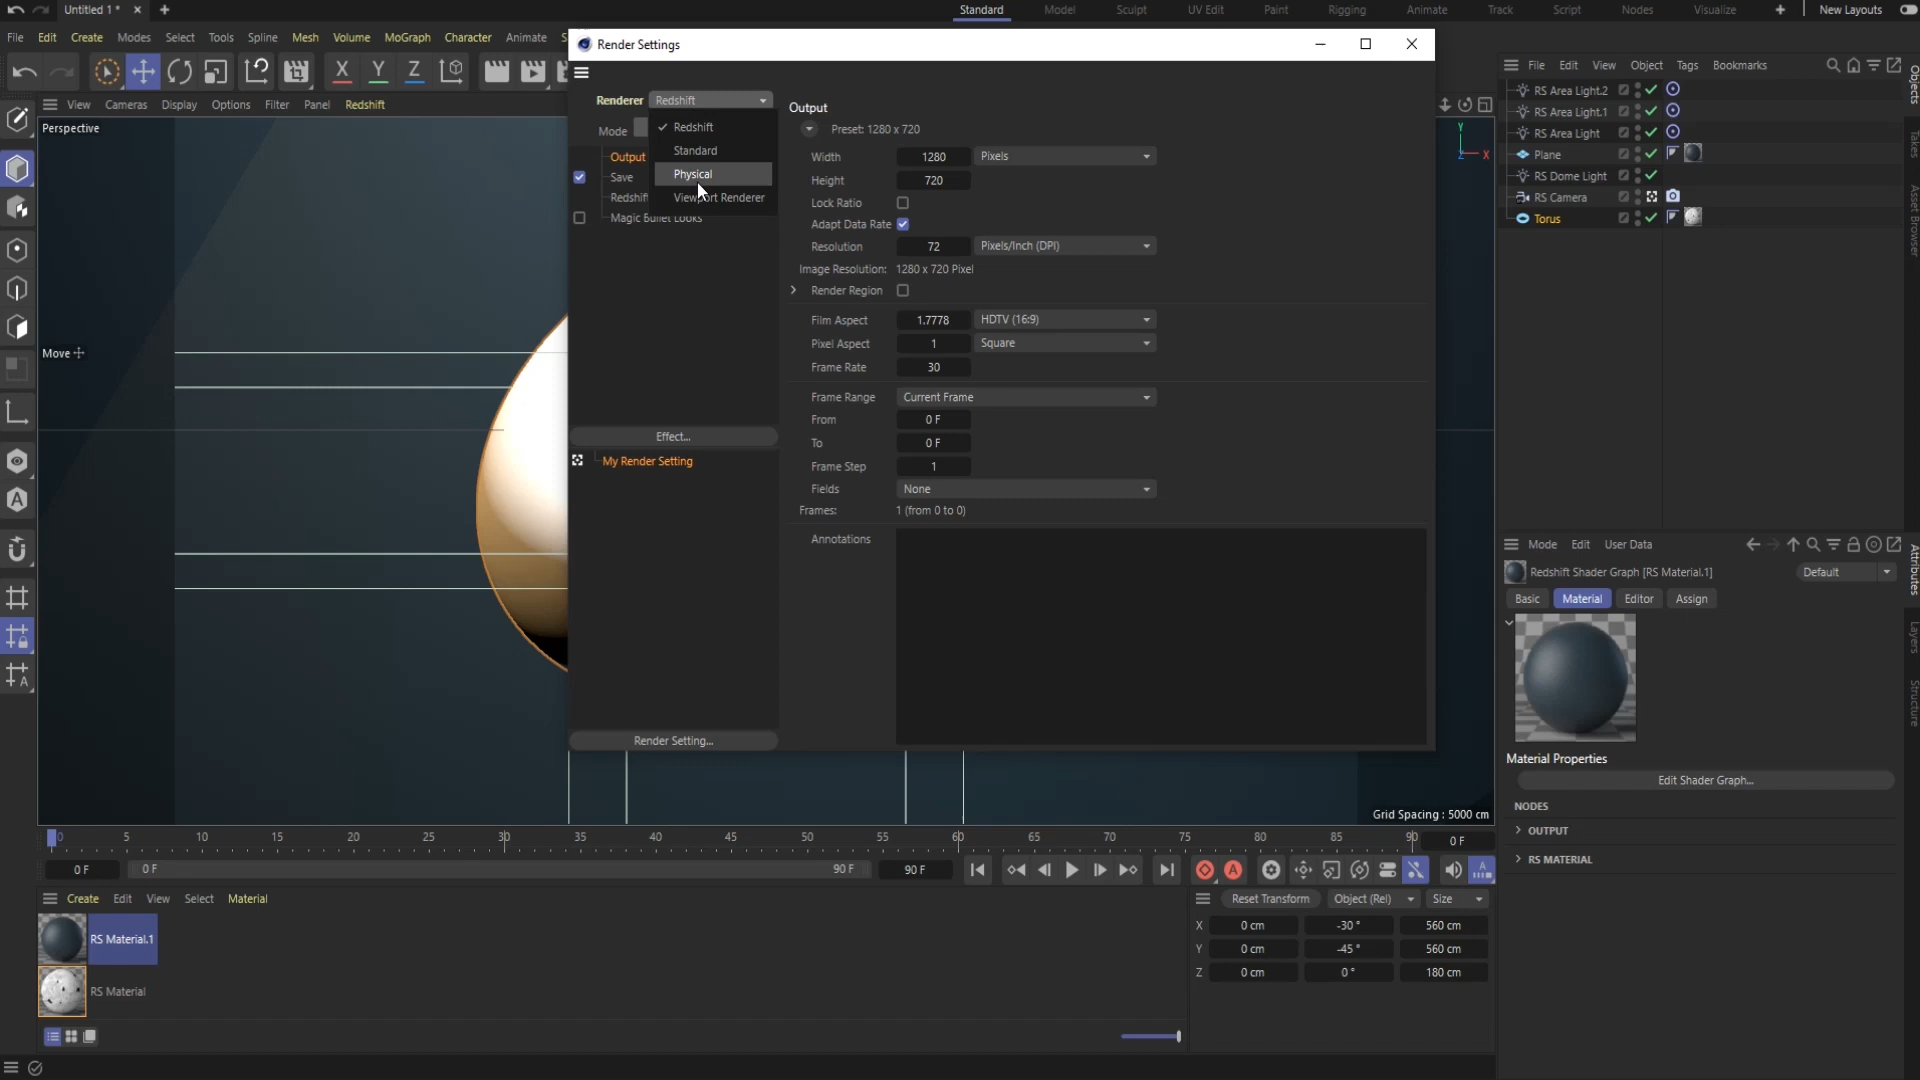 Untitled 1 *
Standard
Model
Sculpt
UV Edit
Paint
Rigging
Animate
Track
Script
Nodes
Visualize
New Layouts
File Edit Create Modes Select Tools Spline Mesh Volume MoGraph Character Animate
Render Settings
File Edit View Object Tags Bookmarks
View Cameras Display Options Filter Panel Redshift
Perspective
Move
Renderer Redshift
Mode
Redshift
Standard
Physical
Output
Save
Redshift
Magic Bullet Looks
Effect...
My Render Setting
Render Setting...
Output
Preset: 1280 x 720
Width 1280 Pixels
Height 720
Lock Ratio
Adapt Data Rate
Resolution 72 Pixels/Inch (DPI)
Image Resolution: 1280 x 720 Pixel
Render Region
Film Aspect 1.7778 HDTV (16:9)
Pixel Aspect 1 Square
Frame Rate 30
Frame Range Current Frame
From 0 F
To 0 F
Frame Step 1
Fields None
Frames: 1 (from 0 to 0)
Annotations
Y
Z X
RS Area Light.2
RS Area Light.1
RS Area Light
Plane
RS Dome Light
RS Camera
Torus
Objects
Takes
Asset Browser
Mode Edit User Data
Redshift Shader Graph [RS Material.1]
Default
Basic Material Editor Assign
Material Properties
Edit Shader Graph...
NODES
OUTPUT
RS MATERIAL
Attributes
Layers
Structure
Grid Spacing : 5000 cm
0 5 10 15 20 25 30 35 40 45 50 55 60 65 70 75 80 85 90
0 F
0 F 0 F 90 F 90 F
Create Edit View Select Material
RS Material.1
RS Material
Reset Transform Object (Rel) Size
X 0 cm -30 ° 560 cm
Y 0 cm -45 ° 560 cm
Z 0 cm 0 ° 180 cm